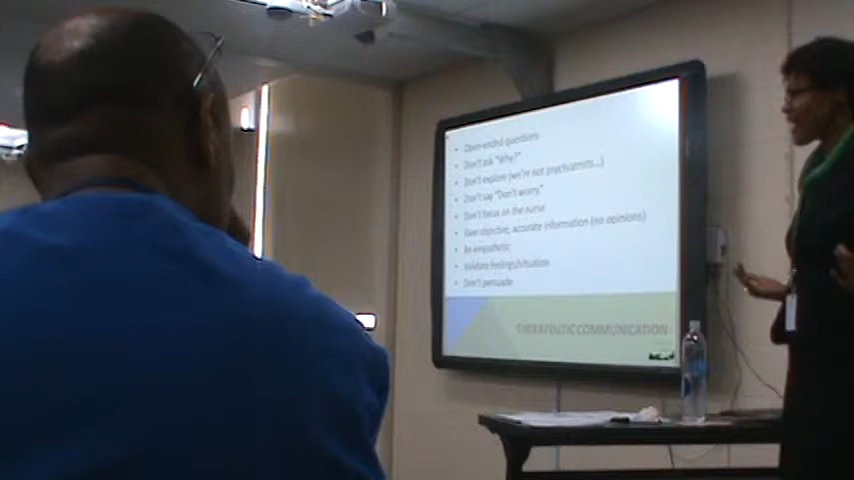 • Open-ended questions
• Don't ask "Why?"
• Don't explore (we're not psychiatrists...)
• Don't say "Don't worry."
• Don't focus on the nurse
• Give objective, accurate information (no opinions)
• Be empathetic
• Validate feelings/situation
• Don't persuade
THERAPEUTIC COMMUNICATION